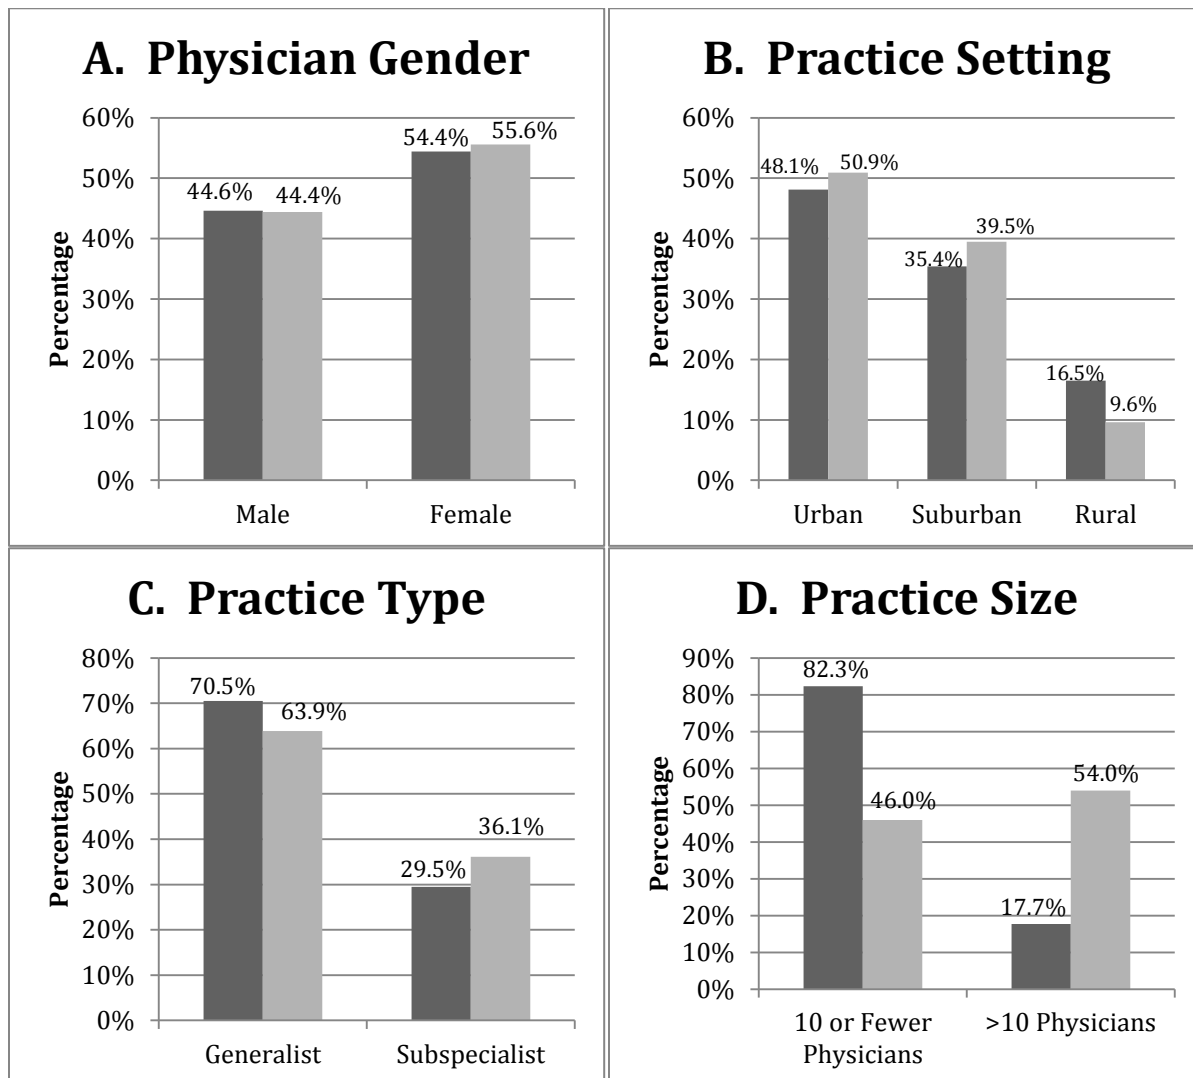 A. Physician Gender
Percentage
60%
50%
40%
30%
20%
10%
0%
44.6%
44.4%
54.4%
55.6%
Male
Female
B. Practice Setting
Percentage
60%
50%
40%
30%
20%
10%
0%
48.1%
50.9%
35.4%
39.5%
16.5%
9.6%
Urban
Suburban
Rural
C. Practice Type
Percentage
80%
70%
60%
50%
40%
30%
20%
10%
0%
70.5%
63.9%
29.5%
36.1%
Generalist
Subspecialist
D. Practice Size
Percentage
90%
80%
70%
60%
50%
40%
30%
20%
10%
0%
82.3%
46.0%
17.7%
54.0%
10 or Fewer
Physicians
>10 Physicians